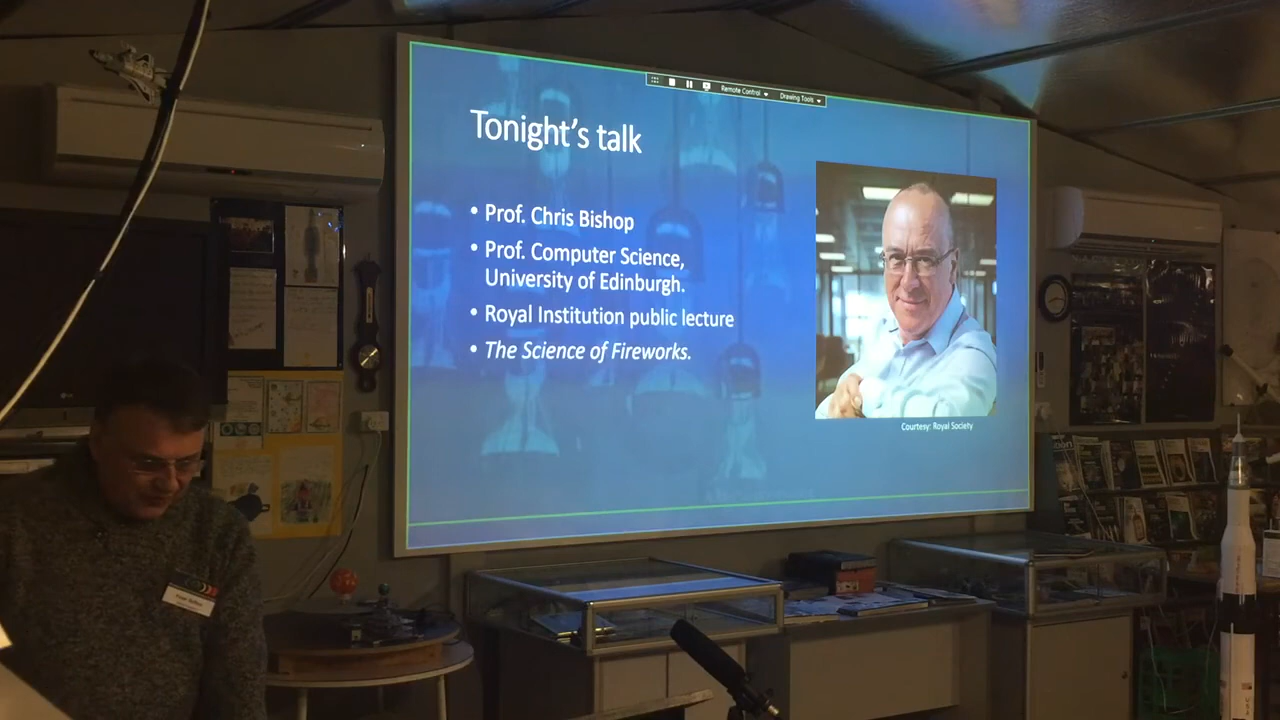 Remote Control
Drawing Tools
Tonight's talk
• Prof. Chris Bishop
• Prof. Computer Science,
University of Edinburgh.
• Royal Institution public lecture
• The Science of Fireworks.
Courtesy: Royal Society
LG